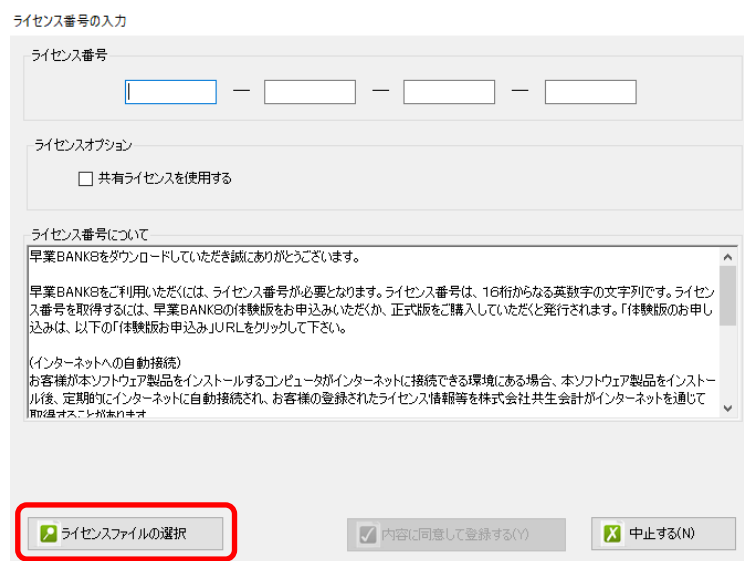 ライセンス番号の入力
ライセンス番号
― ― ―
ライセンスオプション
共有ライセンスを使用する
ライセンス番号について
早業BANK8をダウンロードしていただき誠にありがとうございます。
早業BANK8をご利用いただくには、ライセンス番号が必要となります。ライセンス番号は、16桁からなる英数字の文字列です。ライセン
ス番号を取得するには、早業BANK8の体験版をお申込みいただくか、正式版をご購入していただくと発行されます。「体験版のお申し
込みは、以下の「体験版お申込み」URLをクリックして下さい。
(インターネットへの自動接続)
お客様が本ソフトウェア製品をインストールするコンピュータがインターネットに接続できる環境にある場合、本ソフトウェア製品をインストー
ル後、定期的にインターネットに自動接続され、お客様の登録されたライセンス情報等を株式会社共生会計がインターネットを通じて
取得することがあります
ライセンスファイルの選択
内容に同意して登録する(Y)
中止する(N)